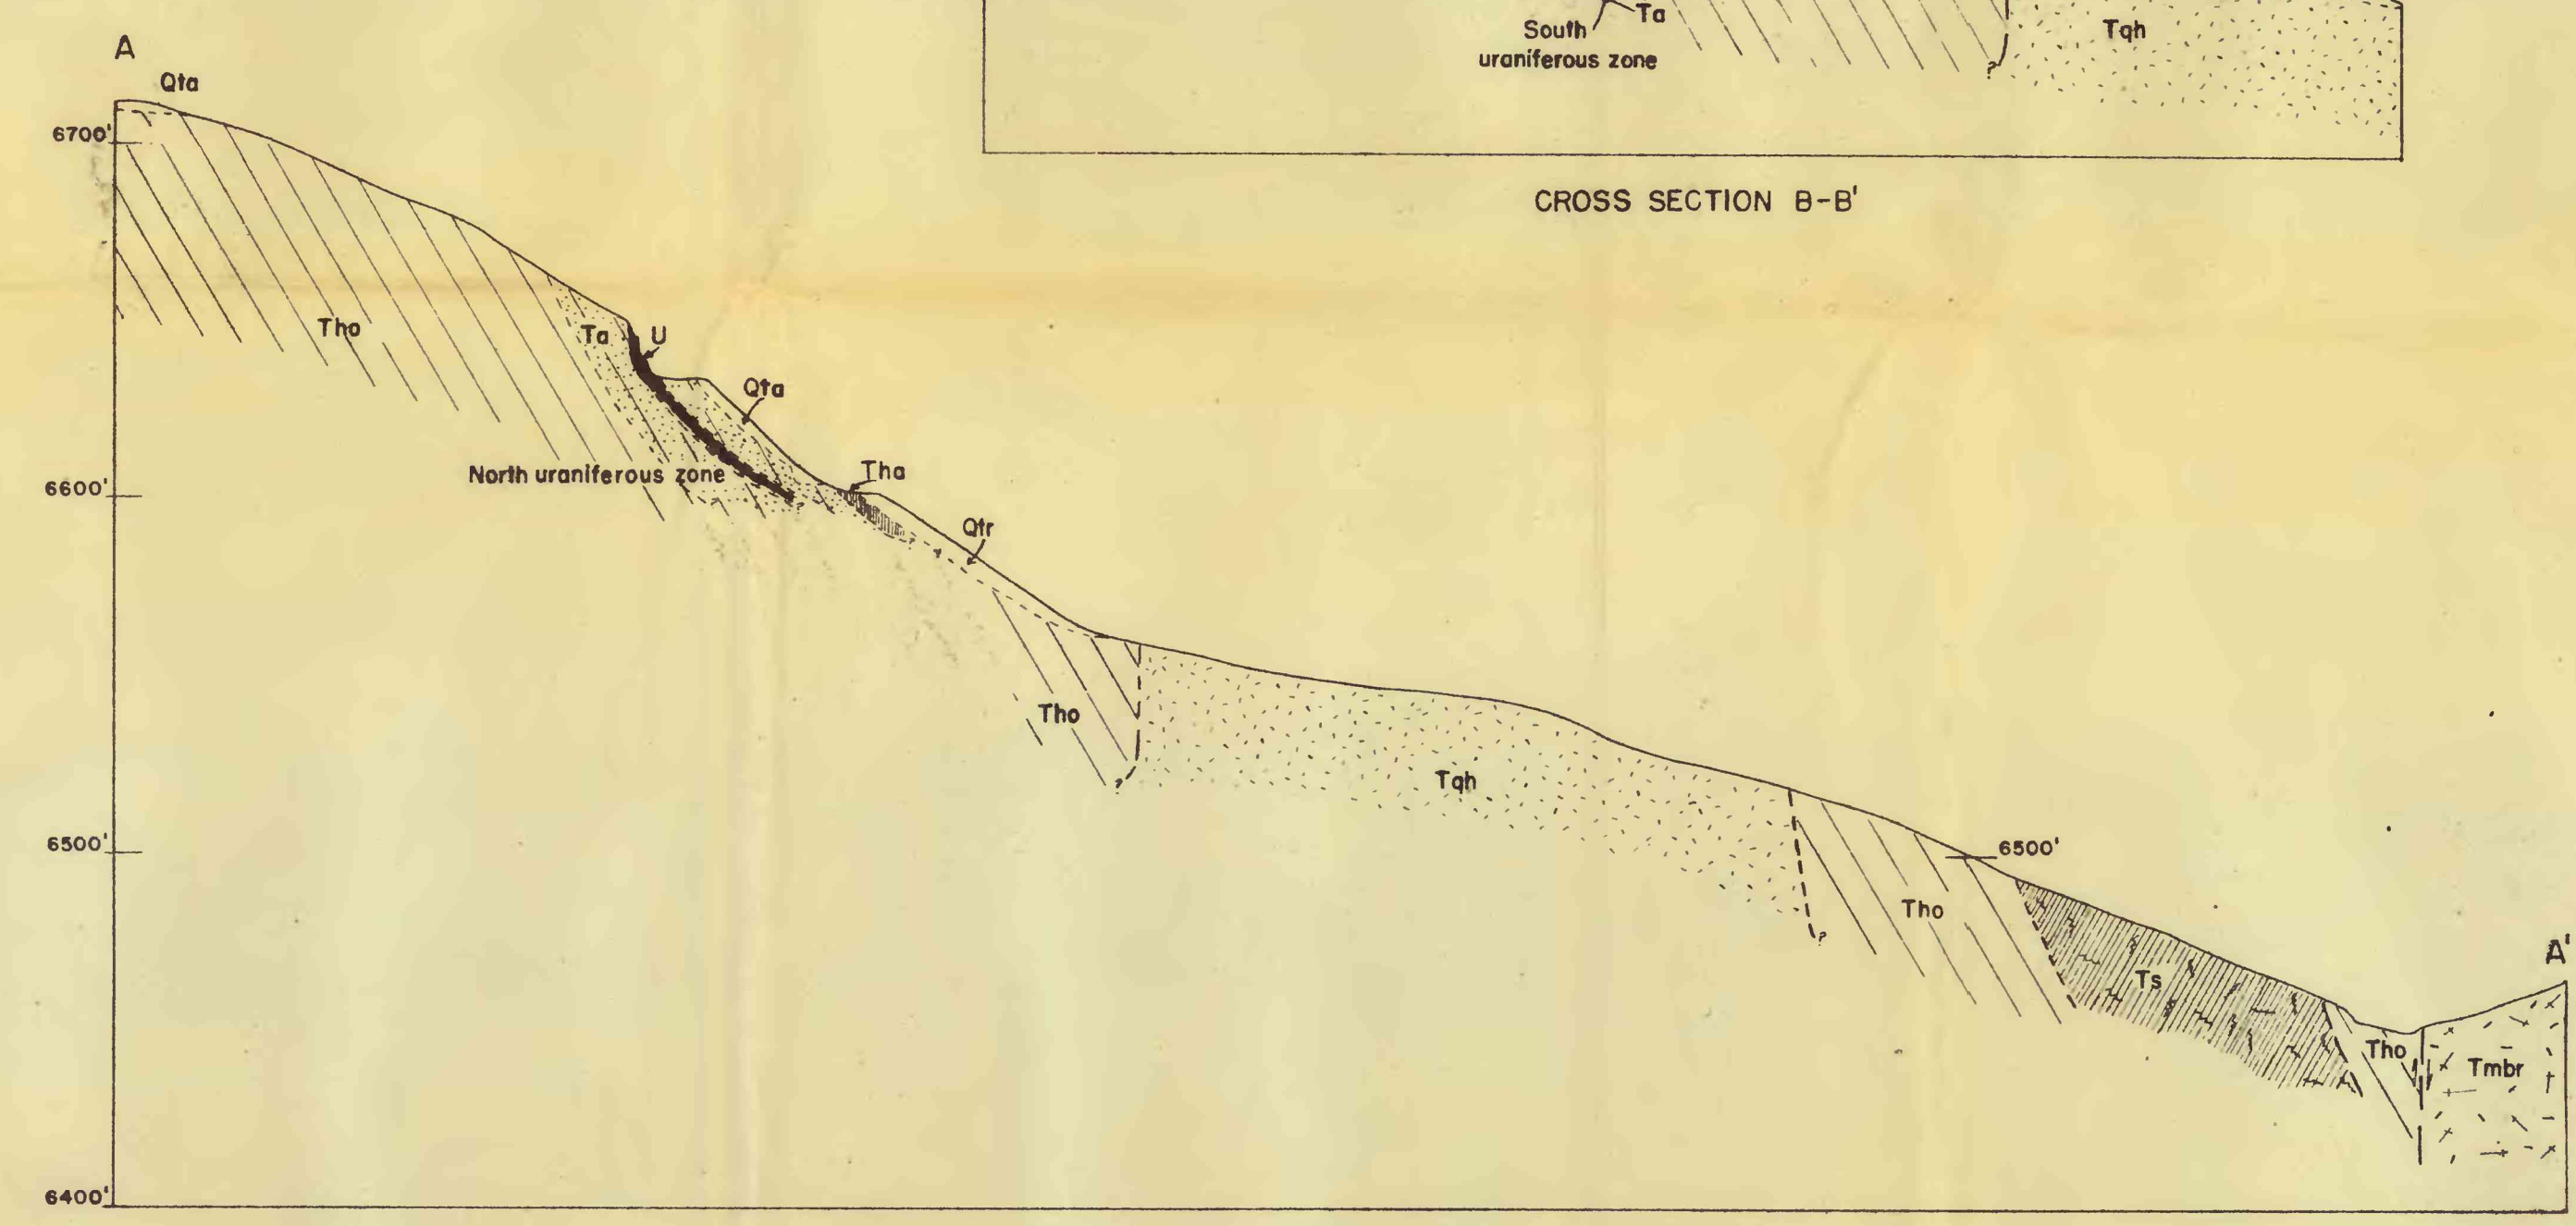 Ta
South
uraniferous zone
Tqh
?
CROSS SECTION B-B'
A
Qta
6700'
Tho
Ta
U
Qta
North uraniferous zone
6600'
Tha
Qtr
Tho
?
Tqh
6500'
6500'
Tho
?
Ts
A'
Tho
Tmbr
6400'